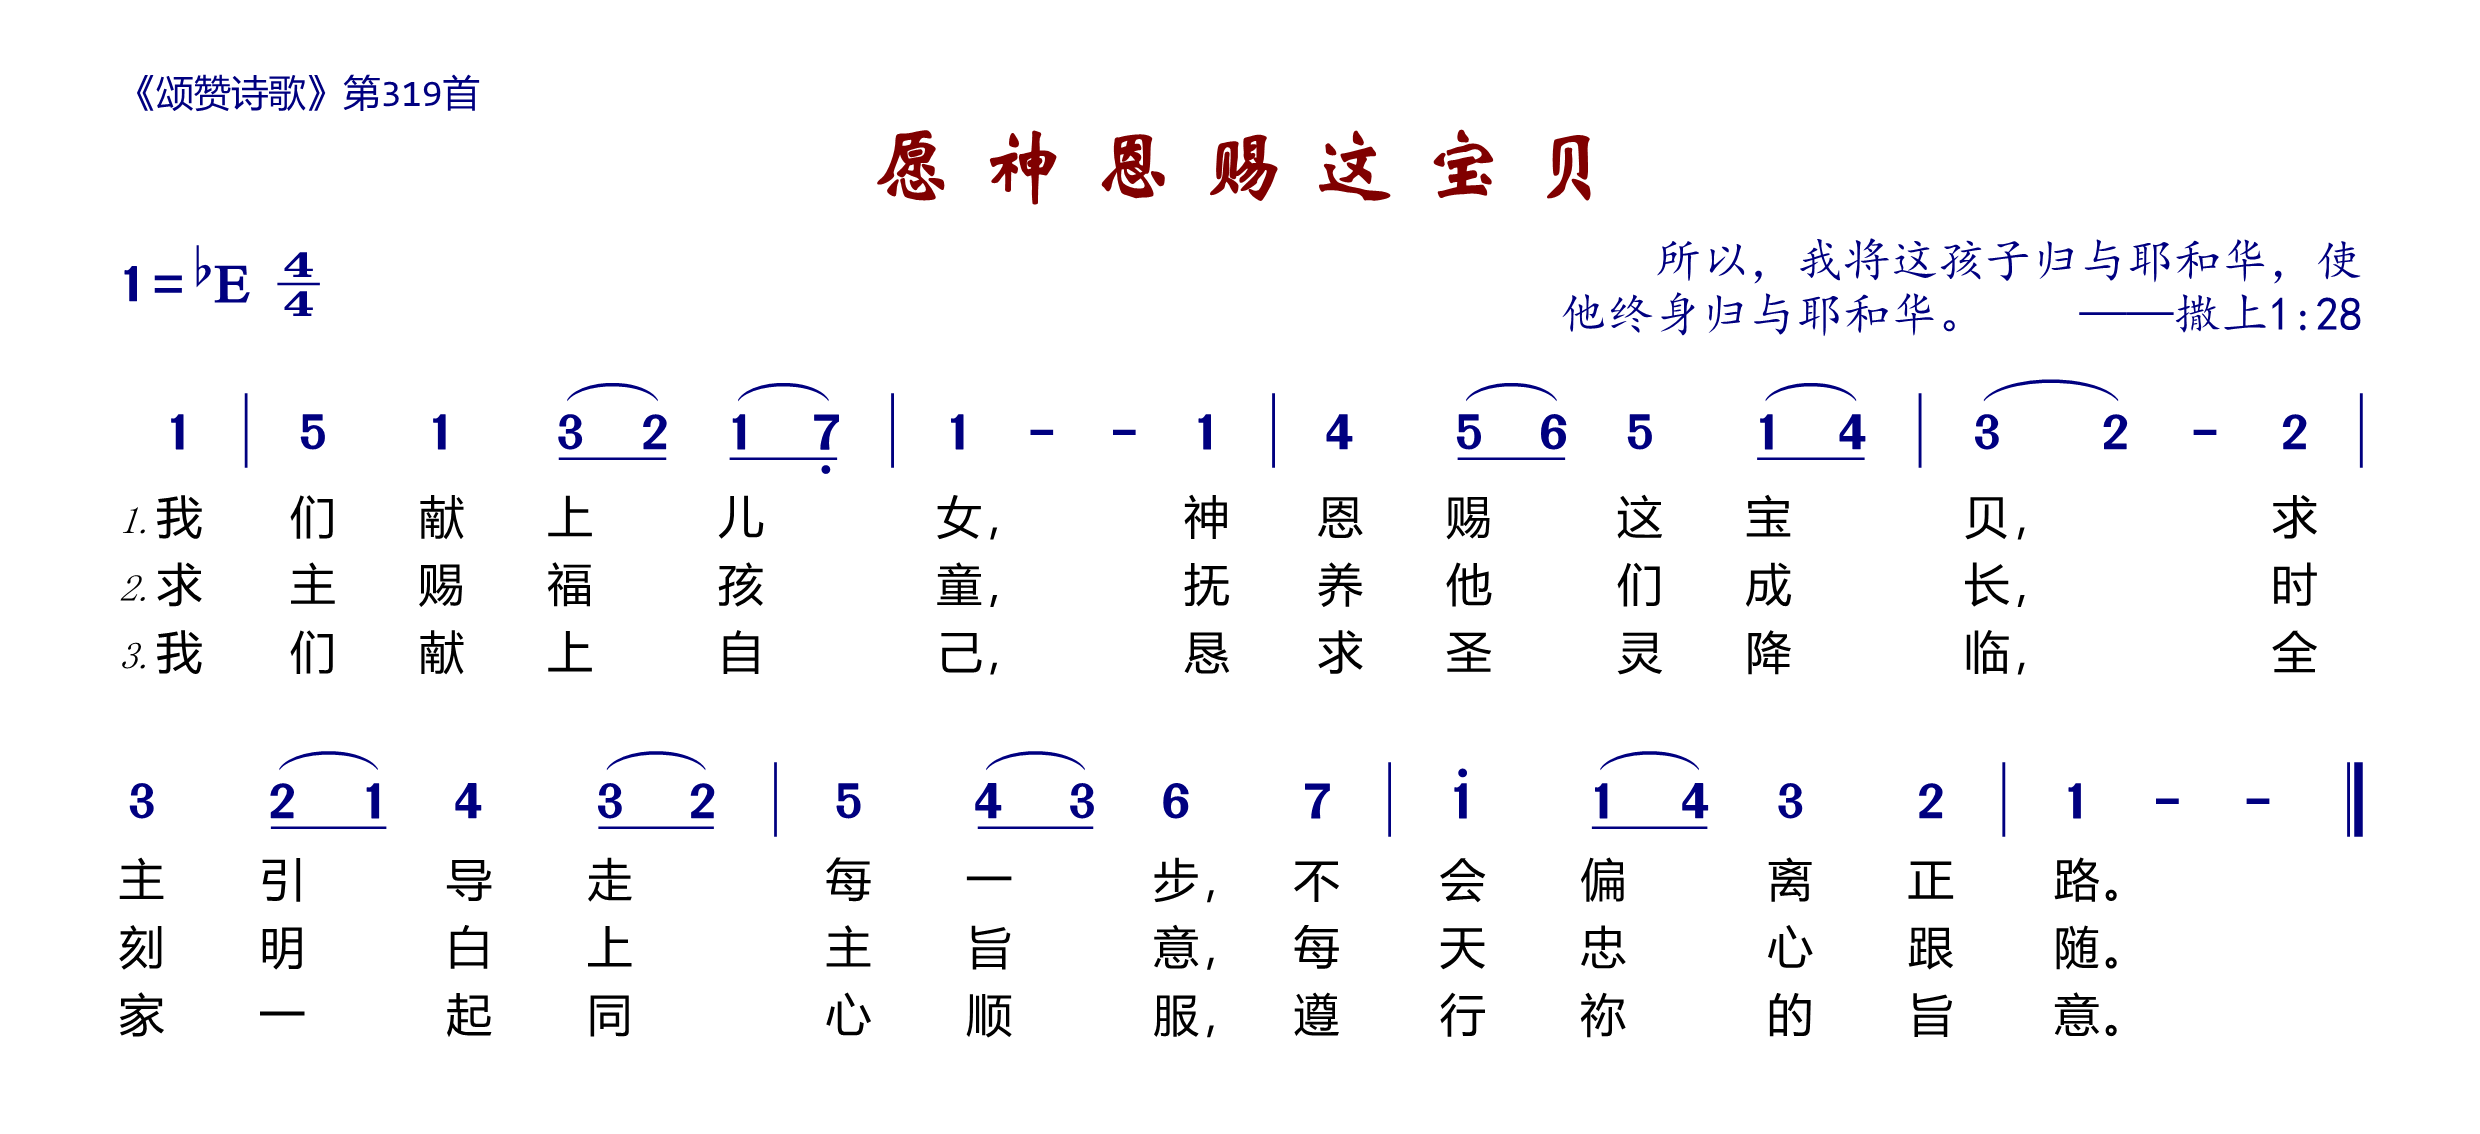 《颂赞诗歌》第319首
愿神恩赐这宝贝
1=♭E 4/4
所以，我将这孩子归与耶和华，使
他终身归与耶和华。 ——撒上1:28
1 | 5 1 3 2 1 7̣ | 1 - - 1 | 4 5 6 5 1 4 | 3 2 - 2 |
1.我们献上儿女，神恩赐这宝贝，求
2.求主赐福孩童，抚养他们成长，时
3.我们献上自己，恳求圣灵降临，全
3 2 1 4 3 2 | 5 4 3 6 7 | 1̇ 1 4 3 2 | 1 - - ‖
主引导走每一步，不会偏离正路。
刻明白上主旨意，每天忠心跟随。
家一起同心顺服，遵行祢的旨意。